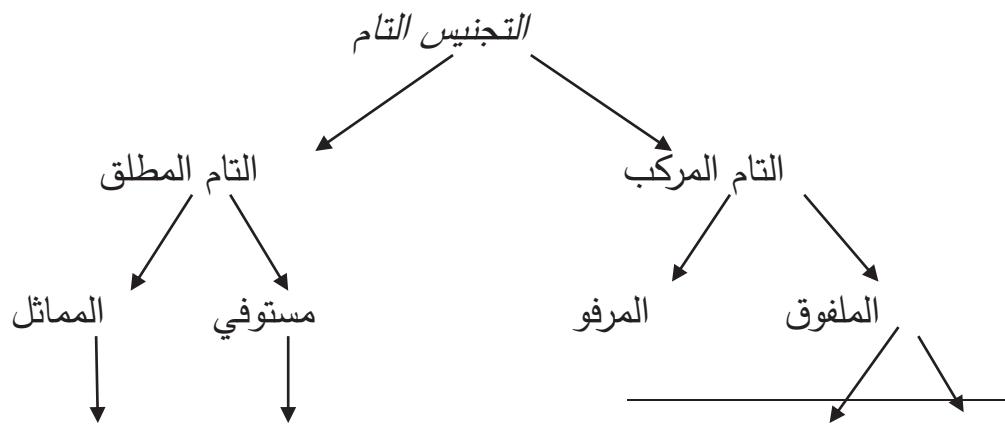 التجنيس التام
التام المركب التام المطلق
الملفوق المرفو مستوفي المماثل